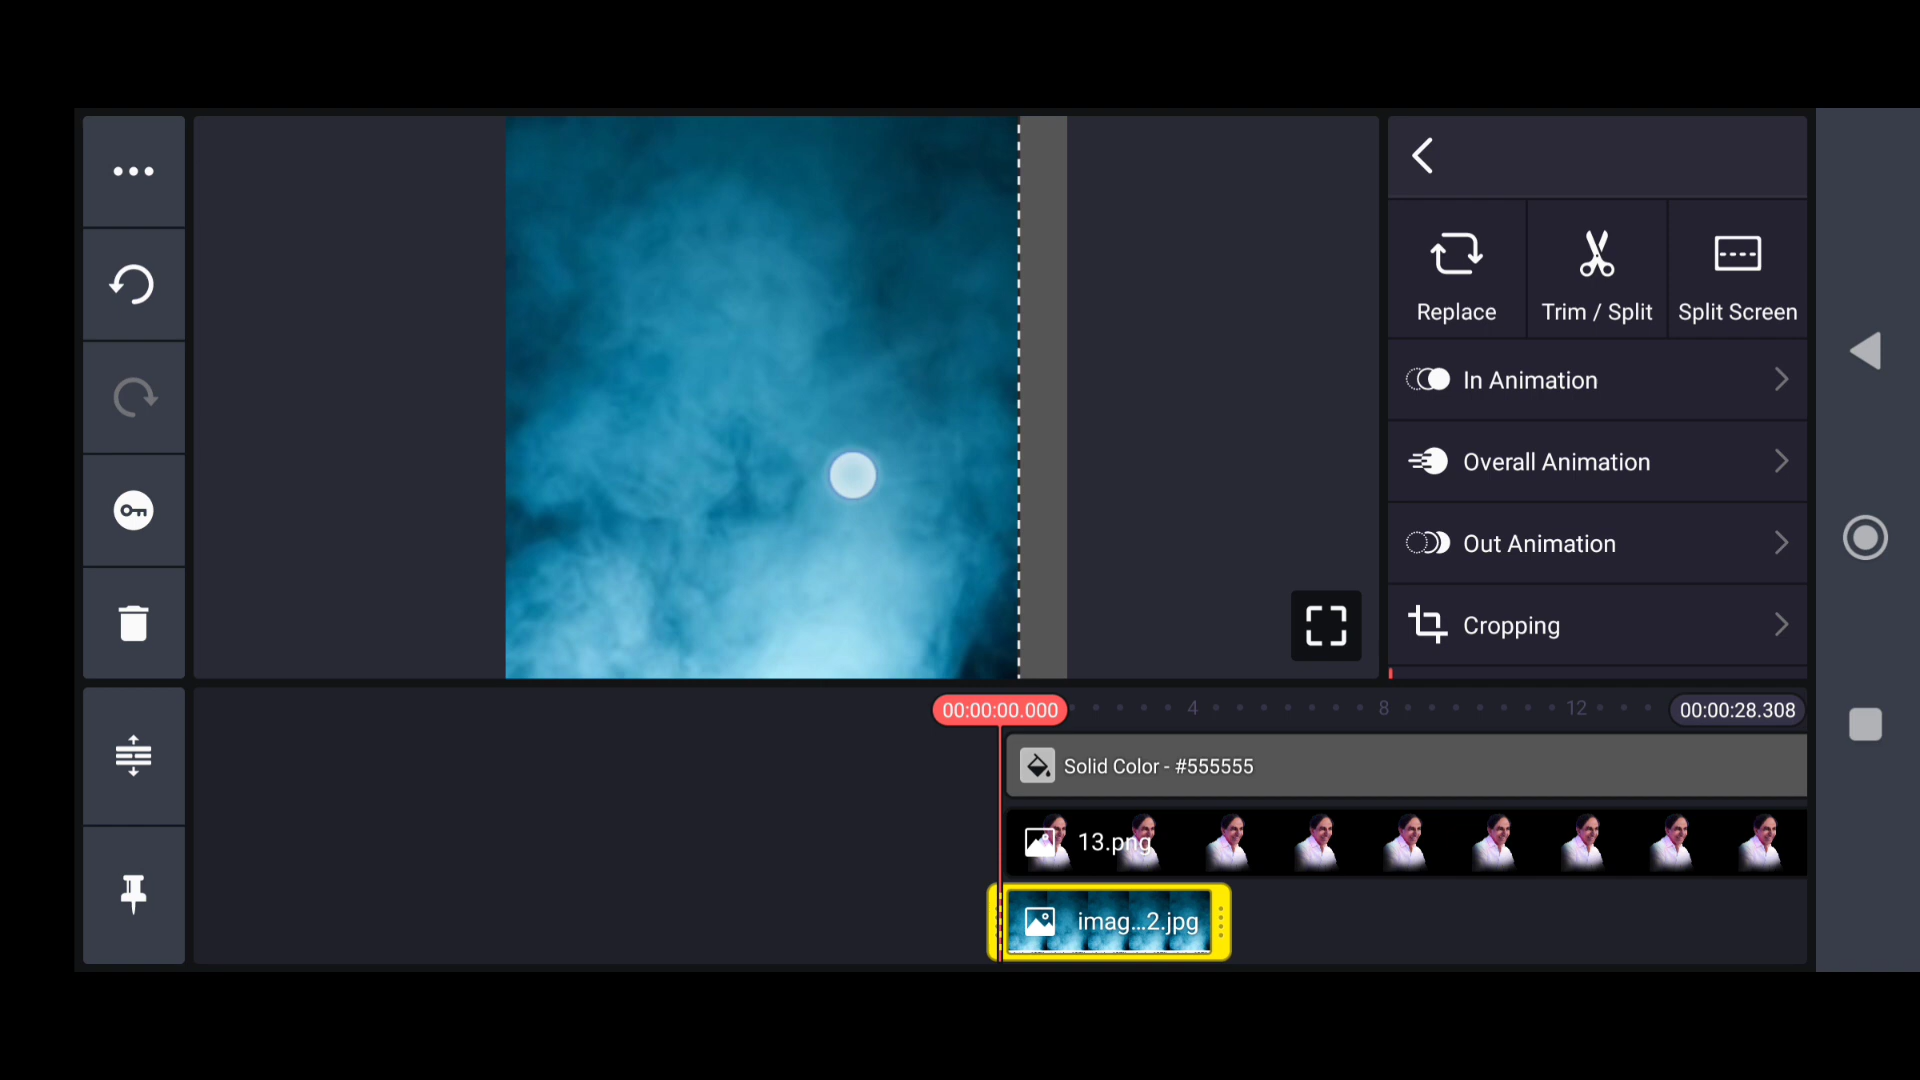 Replace
Trim / Split
Split Screen
In Animation
Overall Animation
Out Animation
Cropping
00:00:00.000
4
8
12
00:00:28.308
Solid Color - #555555
13.png
imag...2.jpg